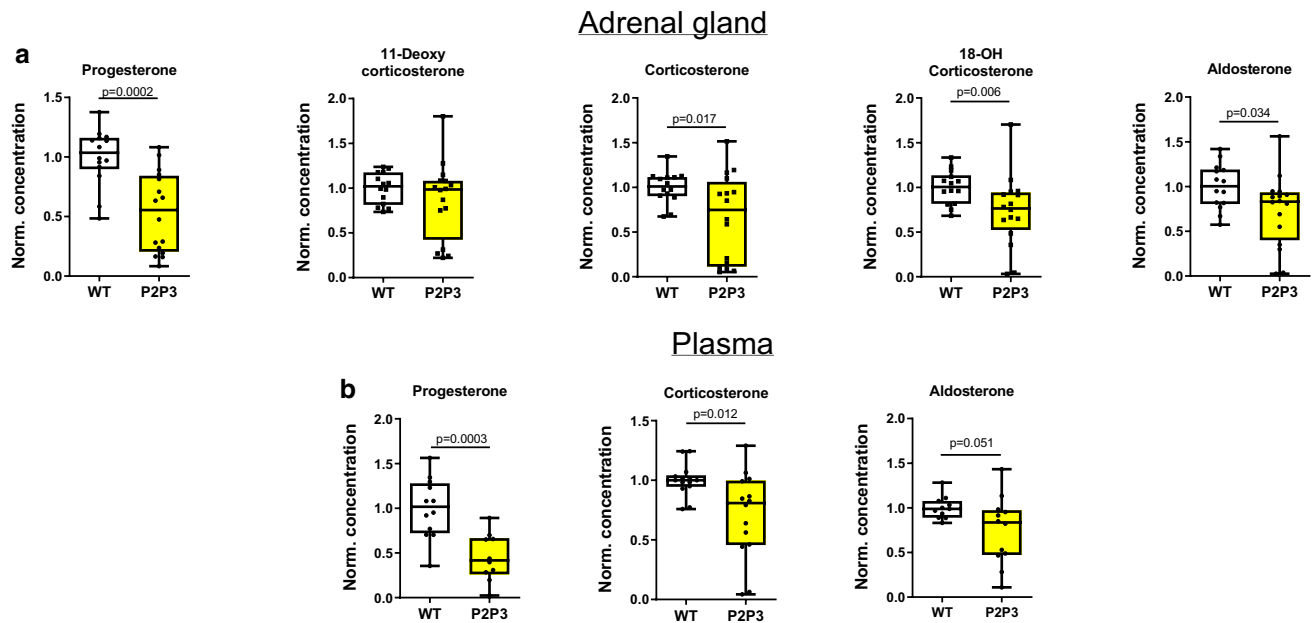 Adrenal gland
a
Progesterone
p=0.0002
Norm. concentration
1.5
1.0
0.5
0.0
WT P2P3
11-Deoxy
corticosterone
Norm. concentration
2.0
1.5
1.0
0.5
0.0
WT P2P3
Corticosterone
p=0.017
Norm. concentration
2.0
1.5
1.0
0.5
0.0
WT P2P3
18-OH
Corticosterone
p=0.006
Norm. concentration
2.0
1.5
1.0
0.5
0.0
WT P2P3
Aldosterone
p=0.034
Norm. concentration
2.0
1.5
1.0
0.5
0.0
WT P2P3
Plasma
b
Progesterone
p=0.0003
Norm. concentration
2.0
1.5
1.0
0.5
0.0
WT P2P3
Corticosterone
p=0.012
Norm. concentration
1.5
1.0
0.5
0.0
WT P2P3
Aldosterone
p=0.051
Norm. concentration
2.0
1.5
1.0
0.5
0.0
WT P2P3